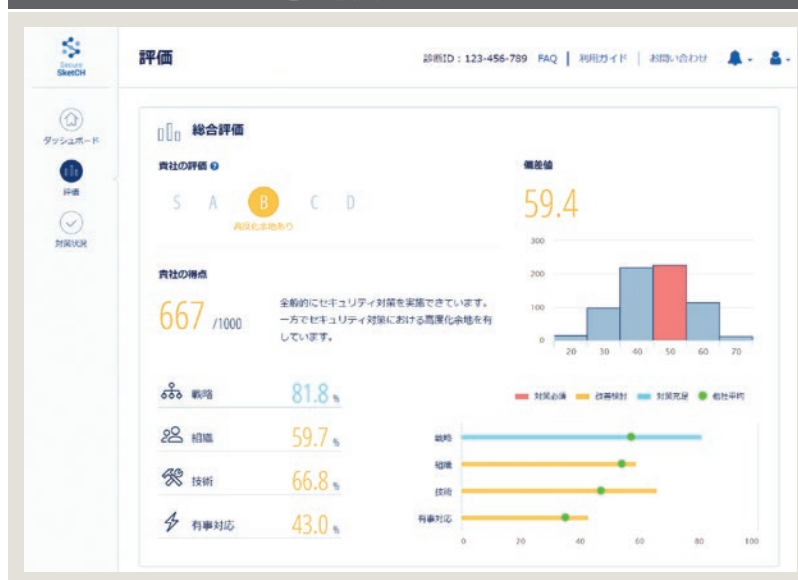 Secure
SketCH
評価
診断ID：123-456-789 FAQ 利用ガイド お問い合わせ
ダッシュボード
評価
対策状況
総合評価
貴社の評価
S A B C D
高度化余地あり
偏差値
59.4
300
200
100
0
20 30 40 50 60 70
貴社の得点
667 /1000
全般的にセキュリティ対策を実施できています。
一方でセキュリティ対策における高度化余地を有
しています。
戦略 81.8 %
組織 59.7 %
技術 66.8 %
有事対応 43.0 %
対策必須 改善検討 対策充足 他社平均
戦略
組織
技術
有事対応
0 20 40 60 80 100